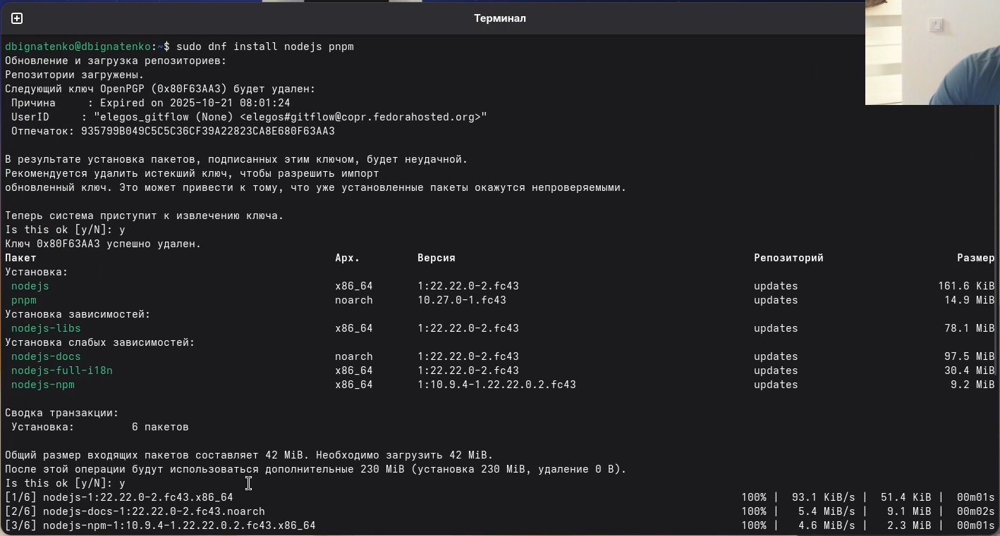 Терминал
dbignatenko@dbignatenko:~$ sudo dnf install nodejs pnpm
Обновление и загрузка репозиториев:
Репозитории загружены.
Следующий ключ OpenPGP (0x80F63AA3) будет удален:
Причина     : Expired on 2025-10-21 08:01:24
UserID     : "elegos_gitflow (None) <elegos#gitflow@copr.fedorahosted.org>"
Отпечаток: 935799B049C5C5C36CF39A22823CA8E680F63AA3
В результате установка пакетов, подписанных этим ключом, будет неудачной.
Рекомендуется удалить истекший ключ, чтобы разрешить импорт
обновленный ключ. Это может привести к тому, что уже установленные пакеты окажутся непроверяемыми.
Теперь система приступит к извлечению ключа.
Is this ok [y/N]: y
Ключ 0x80F63AA3 успешно удален.
Пакет Арх. Версия Репозиторий Размер
Установка:
nodejs x86_64 1:22.22.0-2.fc43 updates 161.6 KiB
pnpm noarch 10.27.0-1.fc43 updates 14.9 MiB
Установка зависимостей:
nodejs-libs x86_64 1:22.22.0-2.fc43 updates 78.1 MiB
Установка слабых зависимостей:
nodejs-docs noarch 1:22.22.0-2.fc43 updates 97.5 MiB
nodejs-full-i18n x86_64 1:22.22.0-2.fc43 updates 30.4 MiB
nodejs-npm x86_64 1:10.9.4-1.22.22.0.2.fc43 updates 9.2 MiB
Сводка транзакции:
Установка: 6 пакетов
Общий размер входящих пакетов составляет 42 MiB. Необходимо загрузить 42 MiB.
После этой операции будут использоваться дополнительные 230 MiB (установка 230 MiB, удаление 0 B).
Is this ok [y/N]: y
[1/6] nodejs-1:22.22.0-2.fc43.x86_64 100% | 93.1 KiB/s | 51.4 KiB | 00m01s
[2/6] nodejs-docs-1:22.22.0-2.fc43.noarch 100% | 5.4 MiB/s | 9.1 MiB | 00m02s
[3/6] nodejs-npm-1:10.9.4-1.22.22.0.2.fc43.x86_64 100% | 4.6 MiB/s | 2.3 MiB | 00m01s